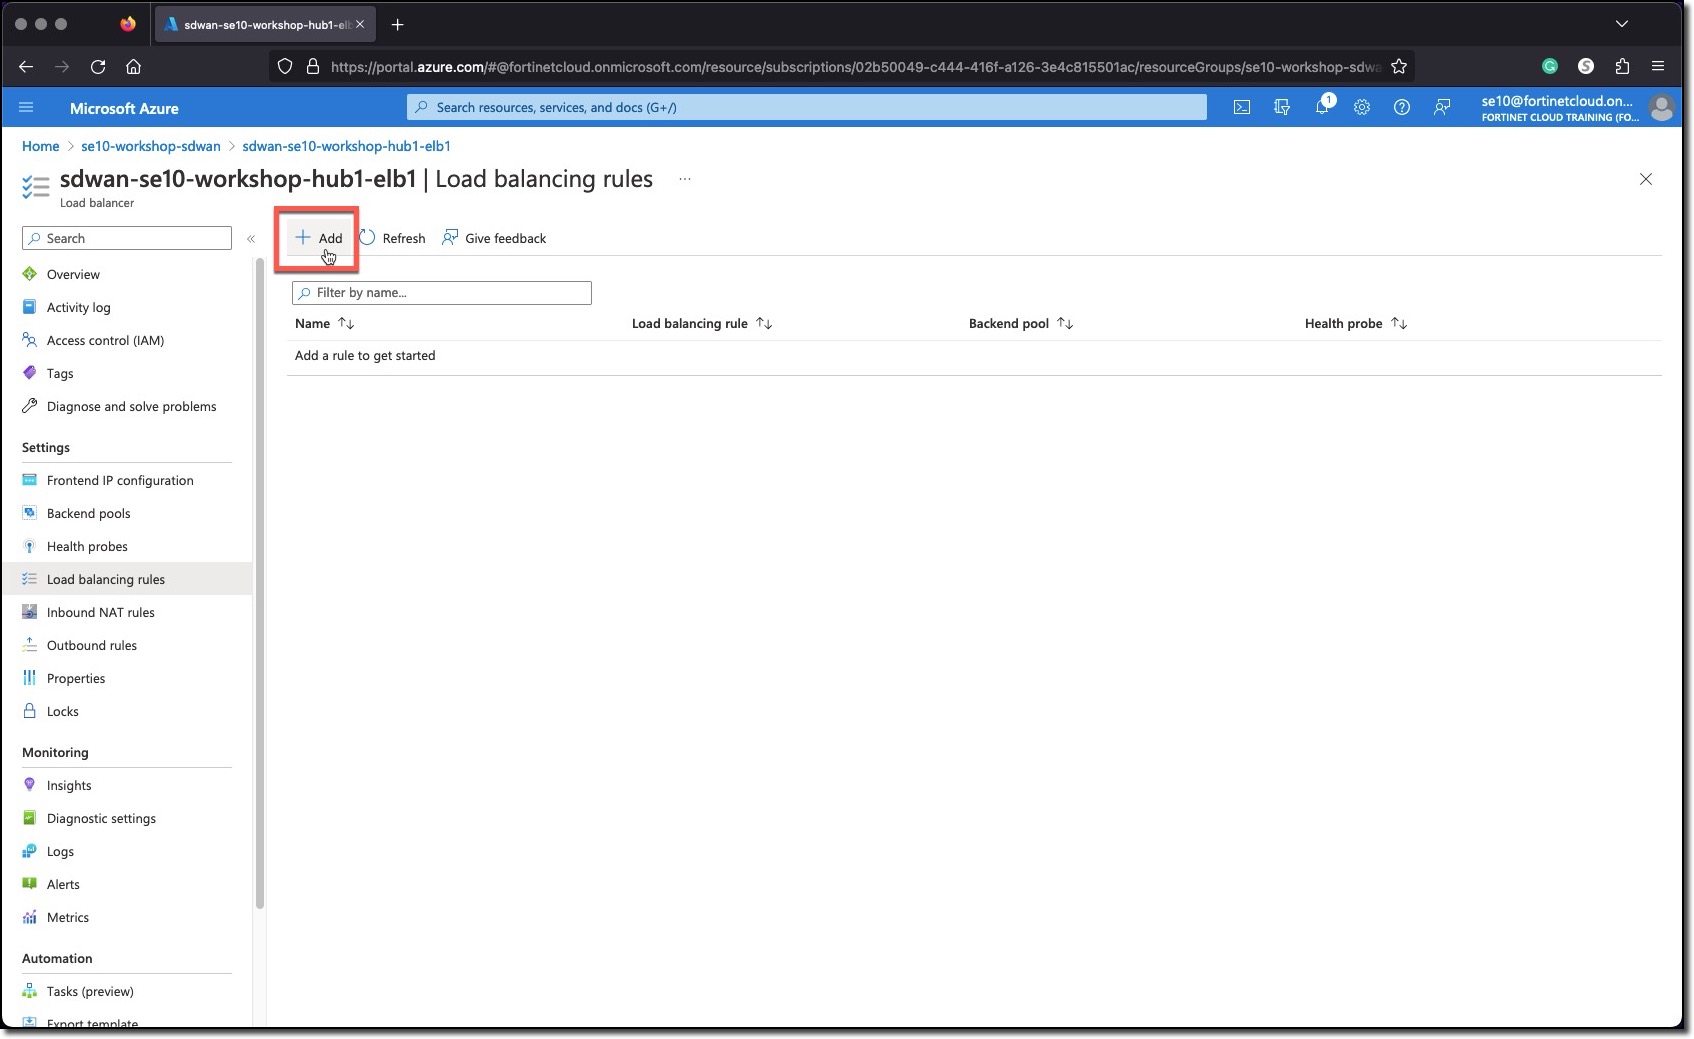 sdwan-se10-workshop-hub1-elb
https://portal.azure.com/#@fortinetcloud.onmicrosoft.com/resource/subscriptions/02b50049-c444-416f-a126-3e4c815501ac/resourceGroups/se10-workshop-sdwa
Microsoft Azure
Search resources, services, and docs (G+/)
1
se10@fortinetcloud.on...
FORTINET CLOUD TRAINING (FO...
Home > se10-workshop-sdwan > sdwan-se10-workshop-hub1-elb1
sdwan-se10-workshop-hub1-elb1 | Load balancing rules ...
Load balancer
Search
«
Add
Refresh
Give feedback
Filter by name...
Name
Load balancing rule
Backend pool
Health probe
Add a rule to get started
Overview
Activity log
Access control (IAM)
Tags
Diagnose and solve problems
Settings
Frontend IP configuration
Backend pools
Health probes
Load balancing rules
Inbound NAT rules
Outbound rules
Properties
Locks
Monitoring
Insights
Diagnostic settings
Logs
Alerts
Metrics
Automation
Tasks (preview)
Export template